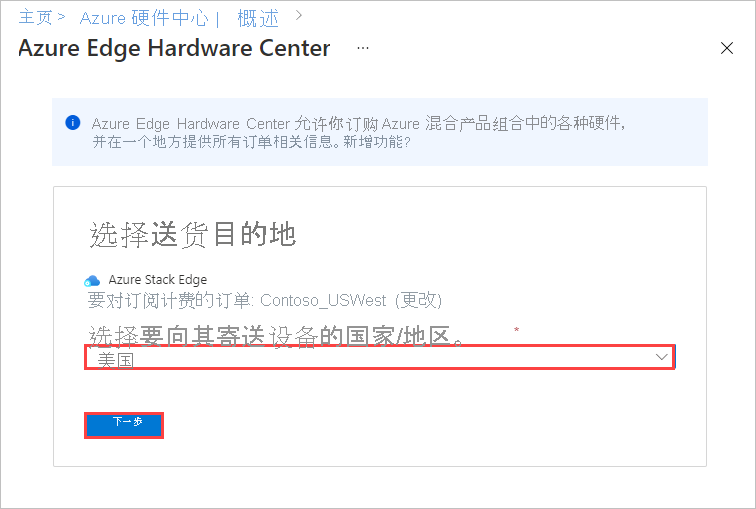 主页 > Azure 硬件中心 | 概述 >
Azure Edge Hardware Center ...
Azure Edge Hardware Center 允许你订购 Azure 混合产品组合中的各种硬件，
并在一个地方提供所有订单相关信息。新增功能?
选择送货目的地
Azure Stack Edge
要对订阅计费的订单: Contoso_USWest (更改)
选择要向其寄送设备的国家/地区。 *
美国
下一步